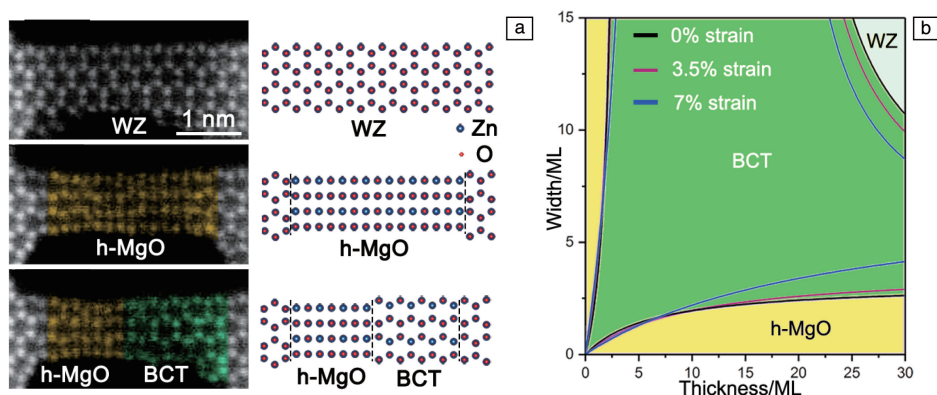 a
WZ
1 nm
WZ
Zn
O
h-MgO
h-MgO
h-MgO BCT
h-MgO BCT
b
15
10
5
0
Width/ML
0% strain
3.5% strain
7% strain
WZ
BCT
h-MgO
0 5 10 15 20 25 30
Thickness/ML